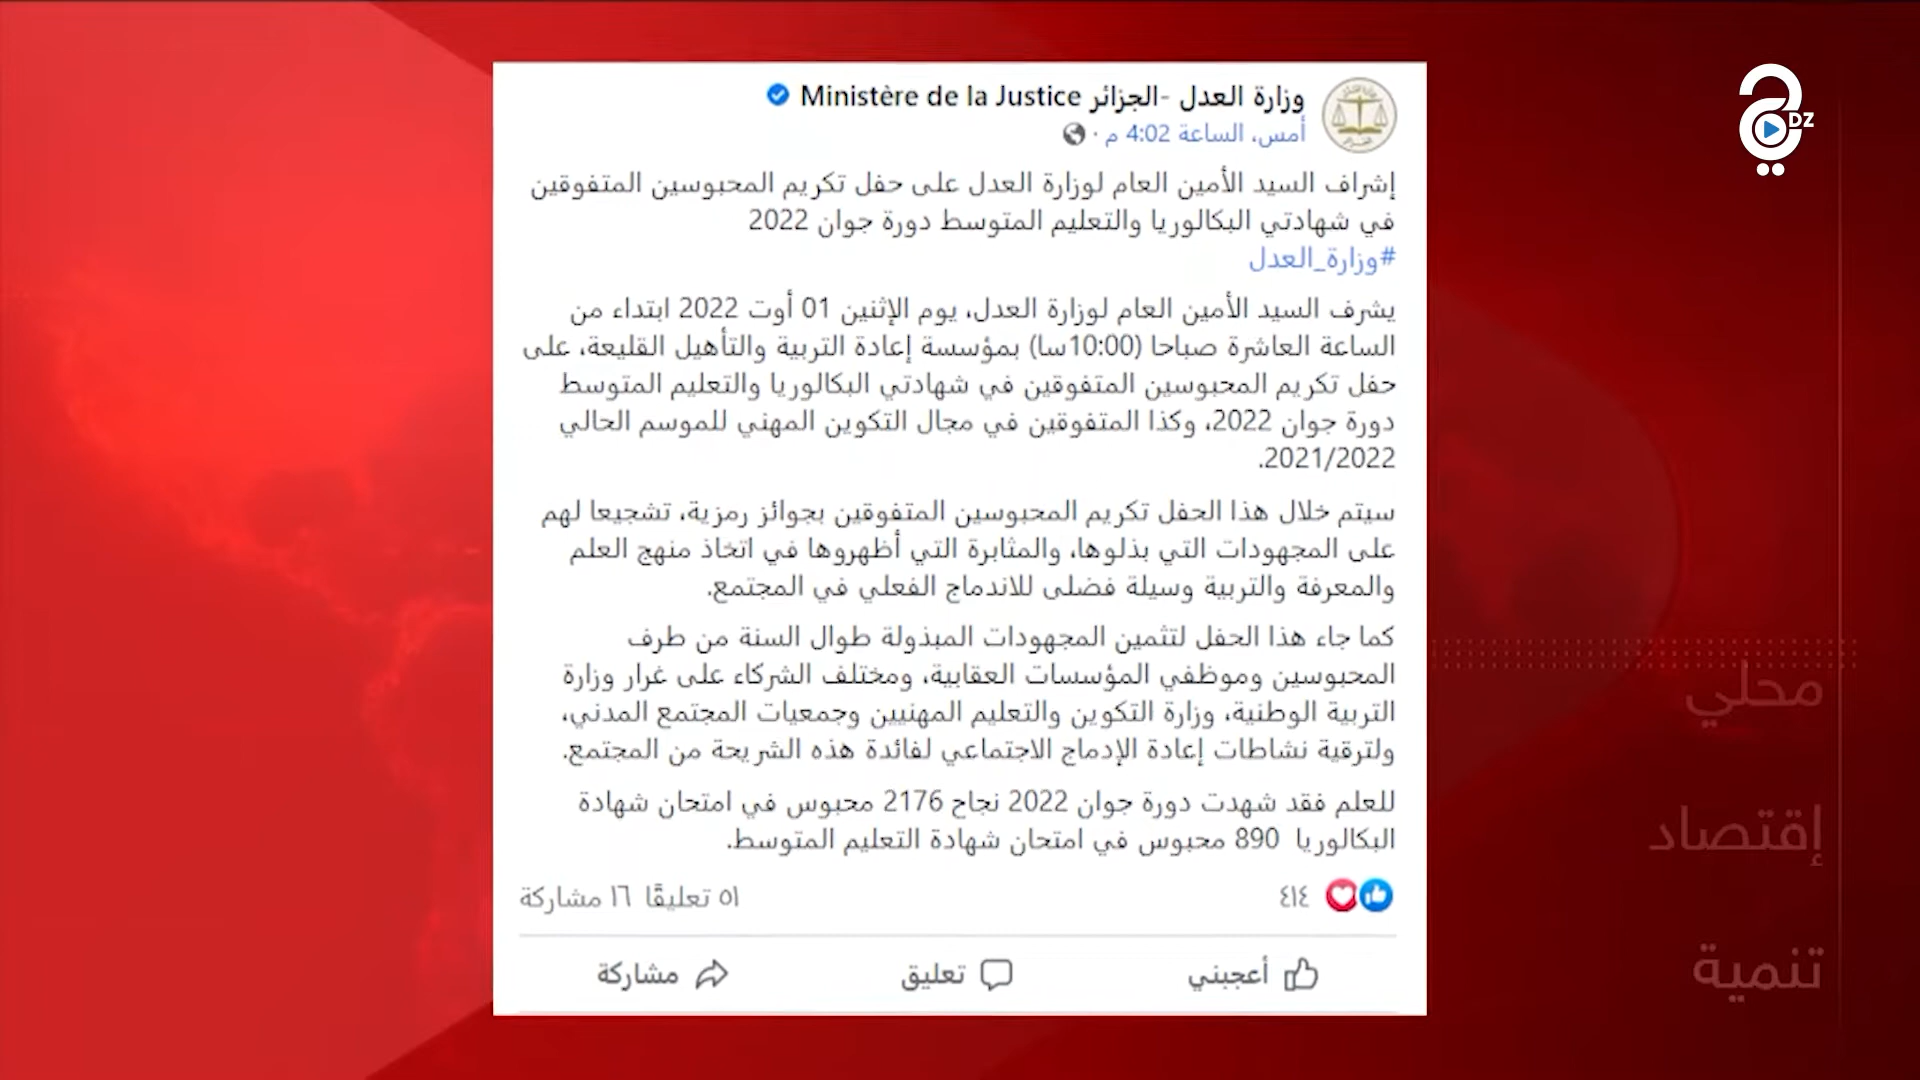 وزارة العدل -الجزائر Ministère de la Justice
أمس، الساعة 4:02 م ·
إشراف السيد الأمين العام لوزارة العدل على حفل تكريم المحبوسين المتفوقين
في شهادتي البكالوريا والتعليم المتوسط دورة جوان 2022
#وزارة_العدل
يشرف السيد الأمين العام لوزارة العدل، يوم الإثنين 01 أوت 2022 ابتداء من
الساعة العاشرة صباحا (10:00سا) بمؤسسة إعادة التربية والتأهيل القليعة، على
حفل تكريم المحبوسين المتفوقين في شهادتي البكالوريا والتعليم المتوسط
دورة جوان 2022، وكذا المتفوقين في مجال التكوين المهني للموسم الحالي
2021/2022.
سيتم خلال هذا الحفل تكريم المحبوسين المتفوقين بجوائز رمزية، تشجيعا لهم
على المجهودات التي بذلوها، والمثابرة التي أظهروها في اتخاذ منهج العلم
والمعرفة والتربية وسيلة فضلى للاندماج الفعلي في المجتمع.
كما جاء هذا الحفل لتثمين المجهودات المبذولة طوال السنة من طرف
المحبوسين وموظفي المؤسسات العقابية، ومختلف الشركاء على غرار وزارة
التربية الوطنية، وزارة التكوين والتعليم المهنيين وجمعيات المجتمع المدني،
ولترقية نشاطات إعادة الإدماج الاجتماعي لفائدة هذه الشريحة من المجتمع.
للعلم فقد شهدت دورة جوان 2022 نجاح 2176 محبوس في امتحان شهادة
البكالوريا 890 محبوس في امتحان شهادة التعليم المتوسط.
٤١٤
٥١ تعليقًا ١٦ مشاركة
أعجبني
تعليق
مشاركة
DZ
محلي
إقتصاد
تنمية